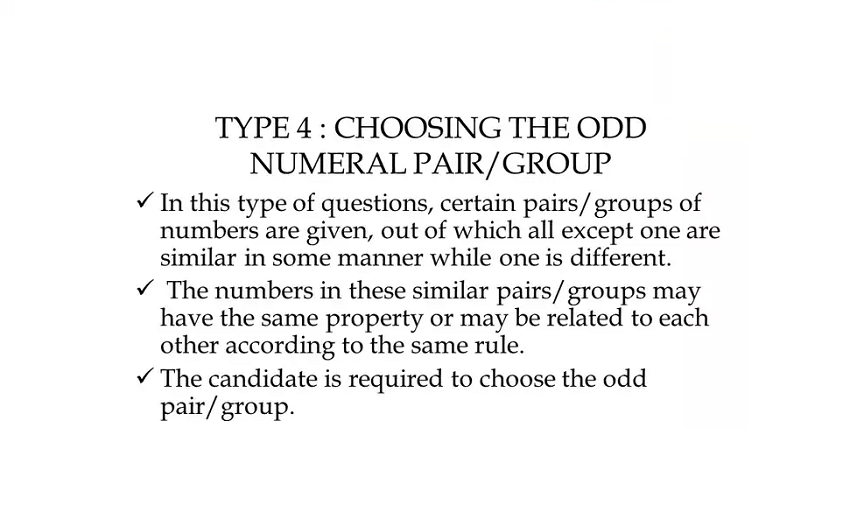 TYPE 4 : CHOOSING THE ODD
NUMERAL PAIR/GROUP
✓ In this type of questions, certain pairs/groups of
numbers are given, out of which all except one are
similar in some manner while one is different.
✓ The numbers in these similar pairs/groups may
have the same property or may be related to each
other according to the same rule.
✓ The candidate is required to choose the odd
pair/group.